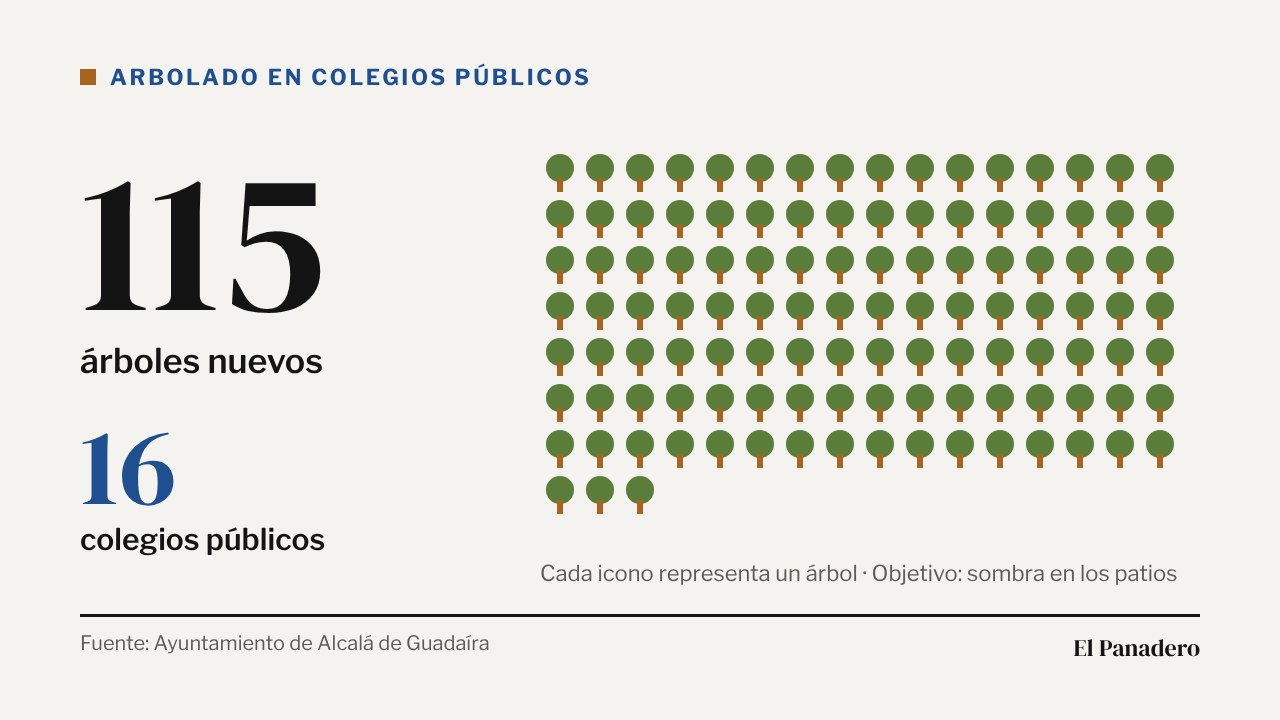 ARBOLADO EN COLEGIOS PÚBLICOS
115
árboles nuevos
16
colegios públicos
Cada icono representa un árbol · Objetivo: sombra en los patios
Fuente: Ayuntamiento de Alcalá de Guadaíra
El Panadero